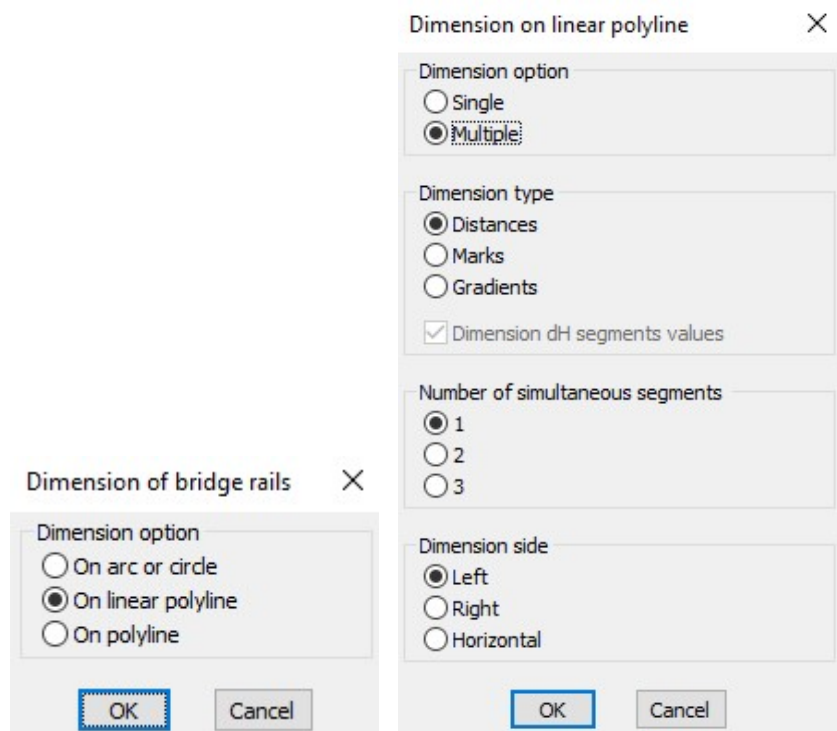 Dimension of bridge rails
Dimension option
On arc or circle
On linear polyline
On polyline
OK Cancel
Dimension on linear polyline
Dimension option
Single
Multiple
Dimension type
Distances
Marks
Gradients
Dimension dH segments values
Number of simultaneous segments
1
2
3
Dimension side
Left
Right
Horizontal
OK Cancel